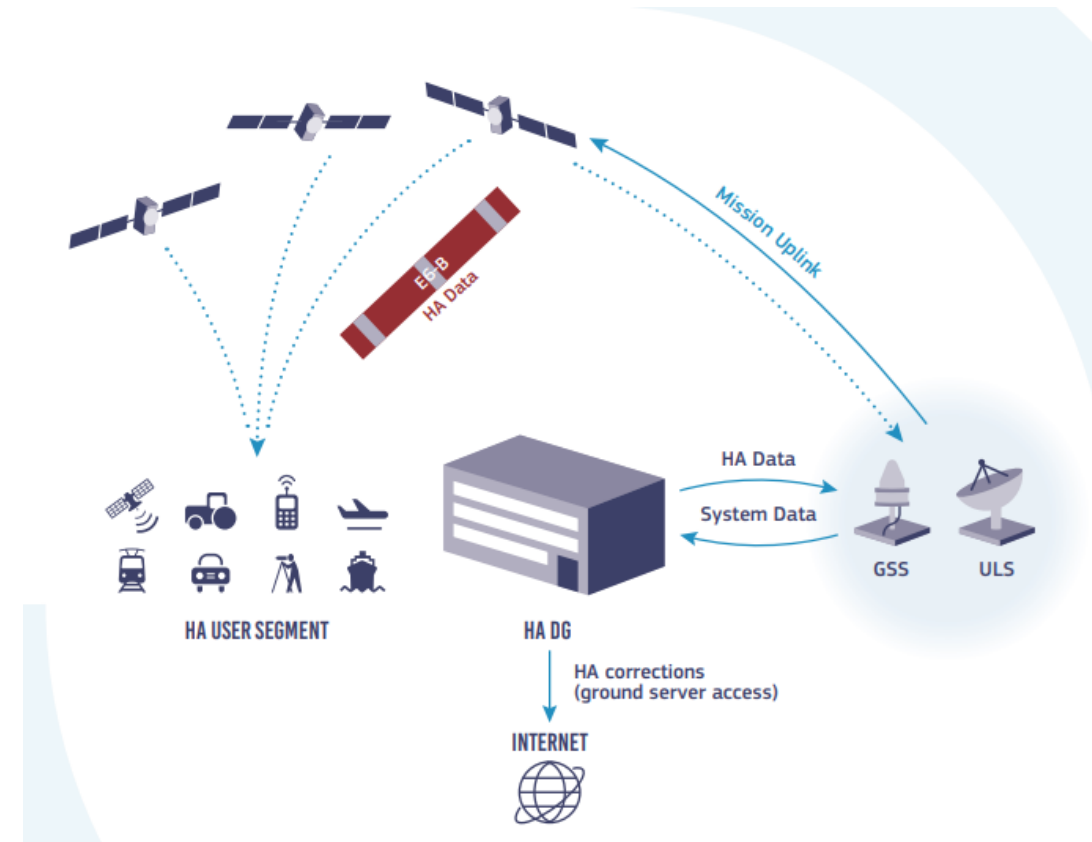 Mission Uplink
E6-B
HA Data
HA Data
System Data
GSS
ULS
HA USER SEGMENT
HA DG
HA corrections
(ground server access)
INTERNET